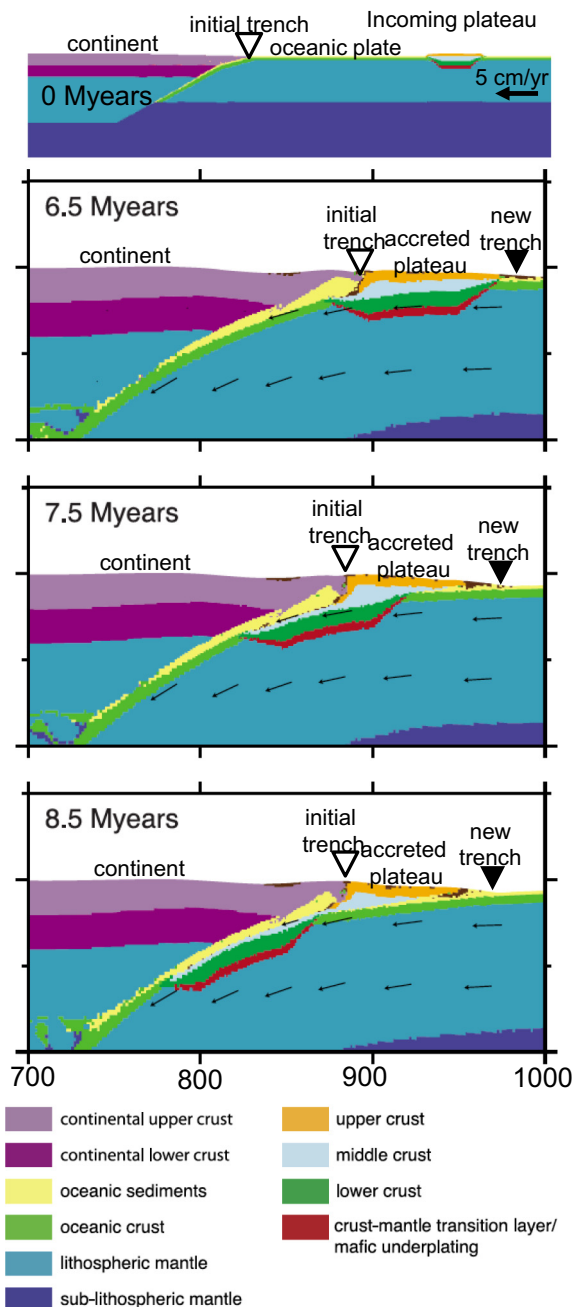 initial trench
Incoming plateau
continent
oceanic plate
0 Myears
5 cm/yr
6.5 Myears
initial
trench
new
trench
continent
accreted
plateau
7.5 Myears
initial
trench
accreted
plateau
new
trench
continent
8.5 Myears
initial
trench
accreted
plateau
new
trench
continent
700
800
900
1000
continental upper crust
continental lower crust
oceanic sediments
oceanic crust
lithospheric mantle
sub-lithospheric mantle
upper crust
middle crust
lower crust
crust-mantle transition layer/
mafic underplating